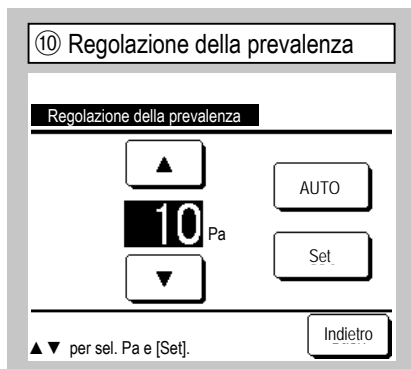 ⑩ Regolazione della prevalenza
Regolazione della prevalenza
▲
AUTO
10 Pa
Set
▼
Indietro
▲▼ per sel. Pa e [Set].